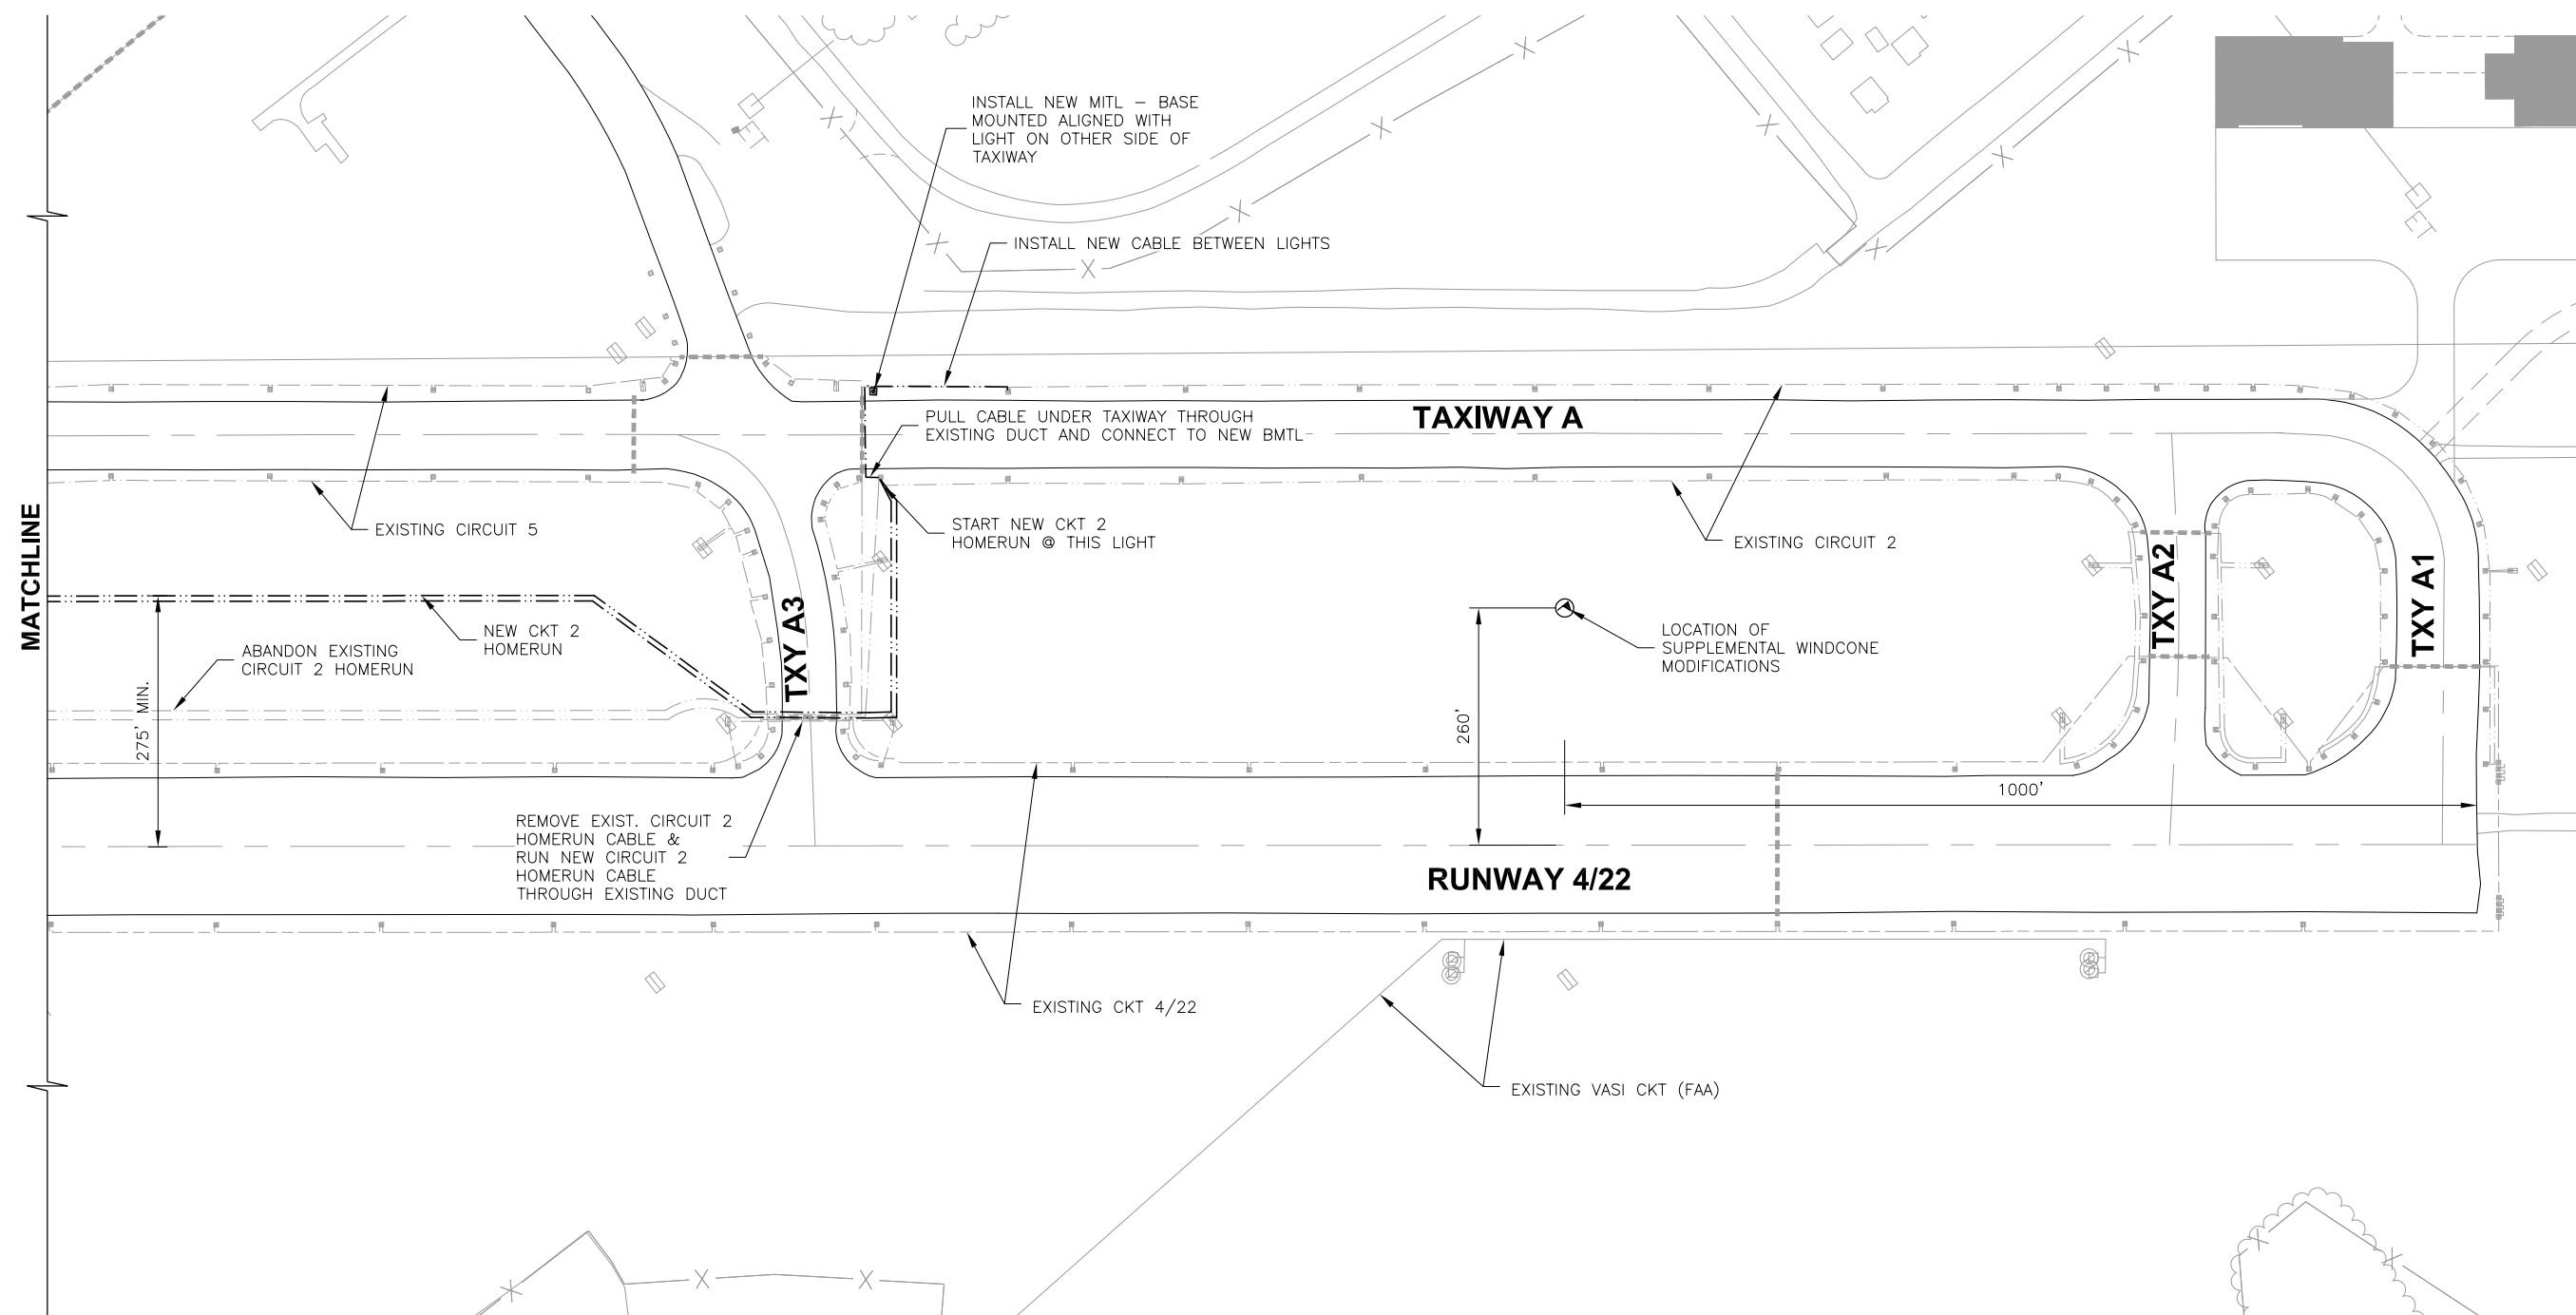 INSTALL NEW MITL – BASE
MOUNTED ALIGNED WITH
LIGHT ON OTHER SIDE OF
TAXIWAY
INSTALL NEW CABLE BETWEEN LIGHTS
PULL CABLE UNDER TAXIWAY THROUGH
EXISTING DUCT AND CONNECT TO NEW BMTL
TAXIWAY A
MATCHLINE
EXISTING CIRCUIT 5
START NEW CKT 2
HOMERUN @ THIS LIGHT
EXISTING CIRCUIT 2
TXY A3
TXY A2
TXY A1
NEW CKT 2
HOMERUN
ABANDON EXISTING
CIRCUIT 2 HOMERUN
LOCATION OF
SUPPLEMENTAL WINDCONE
MODIFICATIONS
275' MIN.
260'
1000'
REMOVE EXIST. CIRCUIT 2
HOMERUN CABLE &
RUN NEW CIRCUIT 2
HOMERUN CABLE
THROUGH EXISTING DUCT
RUNWAY 4/22
EXISTING CKT 4/22
EXISTING VASI CKT (FAA)